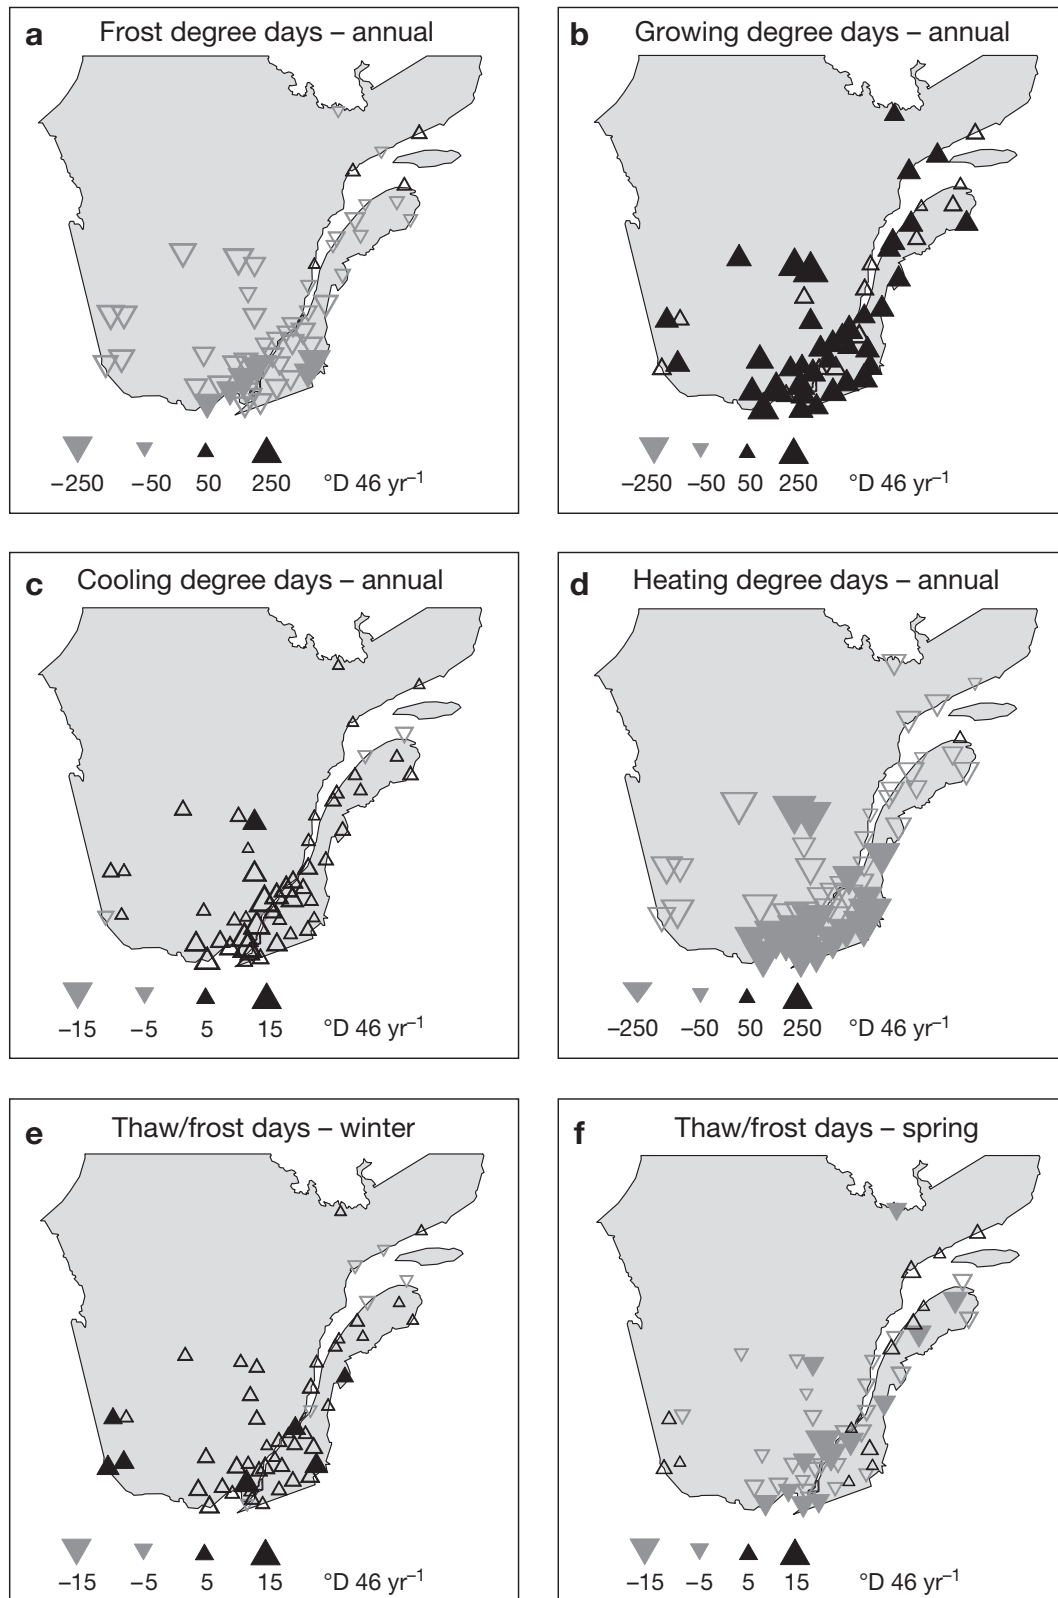 a Frost degree days – annual
−250 −50 50 250 °D 46 yr⁻¹
b Growing degree days – annual
−250 −50 50 250 °D 46 yr⁻¹
c Cooling degree days – annual
−15 −5 5 15 °D 46 yr⁻¹
d Heating degree days – annual
−250 −50 50 250 °D 46 yr⁻¹
e Thaw/frost days – winter
−15 −5 5 15 °D 46 yr⁻¹
f Thaw/frost days – spring
−15 −5 5 15 °D 46 yr⁻¹